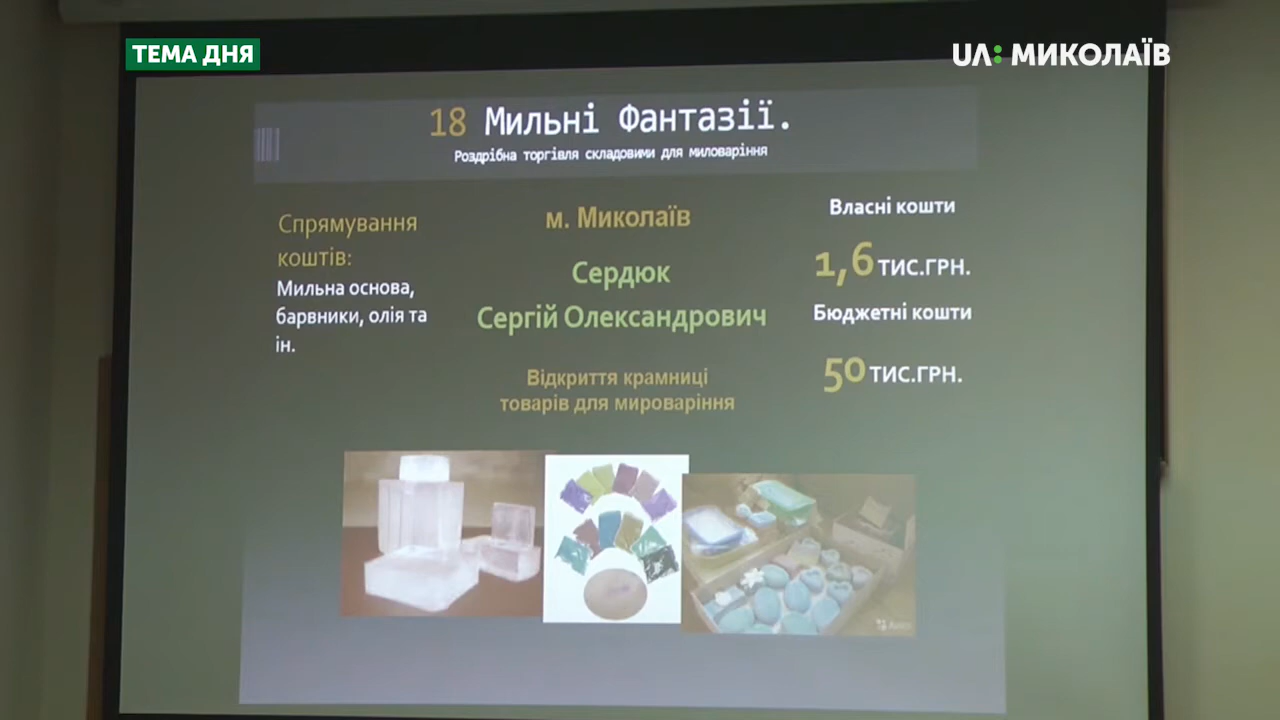 ТЕМА ДНЯ
UA: МИКОЛАЇВ
18 Мильні Фантазії.
Роздрібна торгівля складовими для миловаріння
Спрямування
коштів:
Мильна основа,
барвники, олія та
ін.
м. Миколаїв
Сердюк
Сергій Олександрович
Відкриття крамниці
товарів для мироваріння
Власні кошти
1,6 ТИС.ГРН.
Бюджетні кошти
50 ТИС.ГРН.